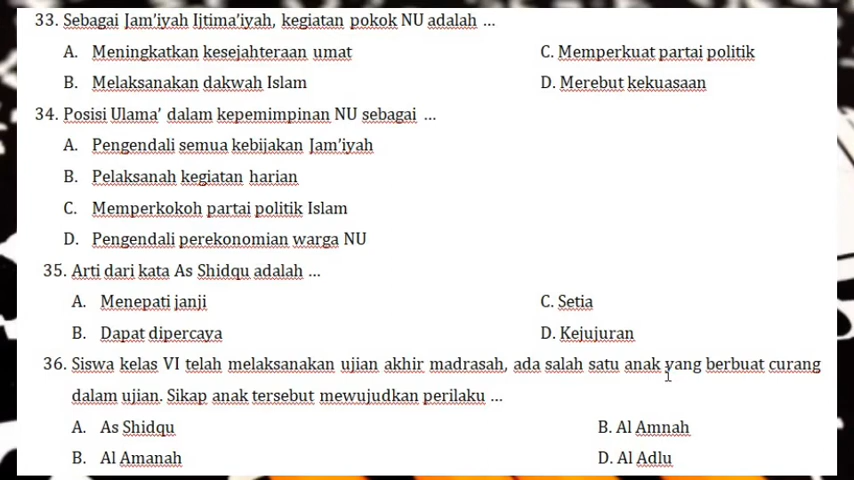 33. Sebagai Jam'iyah Ijtima'iyah, kegiatan pokok NU adalah ...
A. Meningkatkan kesejahteraan umat C. Memperkuat partai politik
B. Melaksanakan dakwah Islam D. Merebut kekuasaan
34. Posisi Ulama' dalam kepemimpinan NU sebagai ...
A. Pengendali semua kebijakan Jam'iyah
B. Pelaksanah kegiatan harian
C. Memperkokoh partai politik Islam
D. Pengendali perekonomian warga NU
35. Arti dari kata As Shidqu adalah ...
A. Menepati janji C. Setia
B. Dapat dipercaya D. Kejujuran
36. Siswa kelas VI telah melaksanakan ujian akhir madrasah, ada salah satu anak yang berbuat curang
dalam ujian. Sikap anak tersebut mewujudkan perilaku ...
A. As Shidqu B. Al Amnah
B. Al Amanah D. Al Adlu